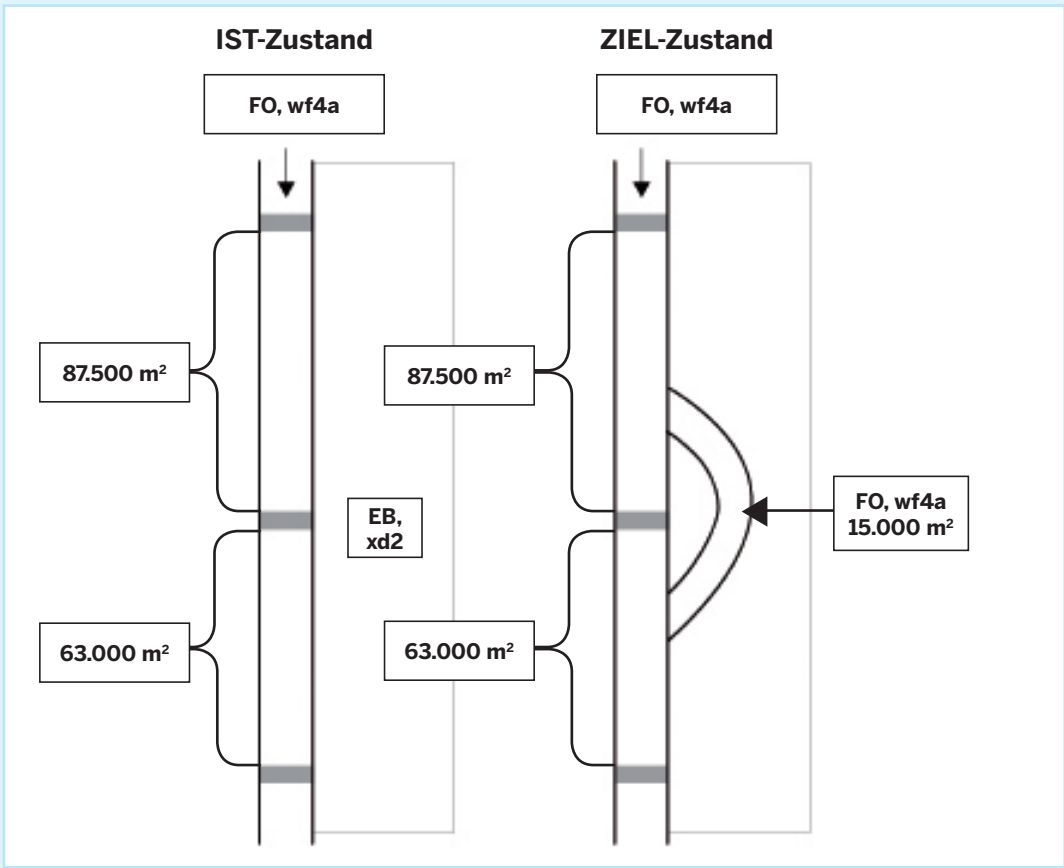 IST-Zustand
FO, wf4a
87.500 m²
EB,
xd2
63.000 m²
ZIEL-Zustand
FO, wf4a
87.500 m²
FO, wf4a
15.000 m²
63.000 m²